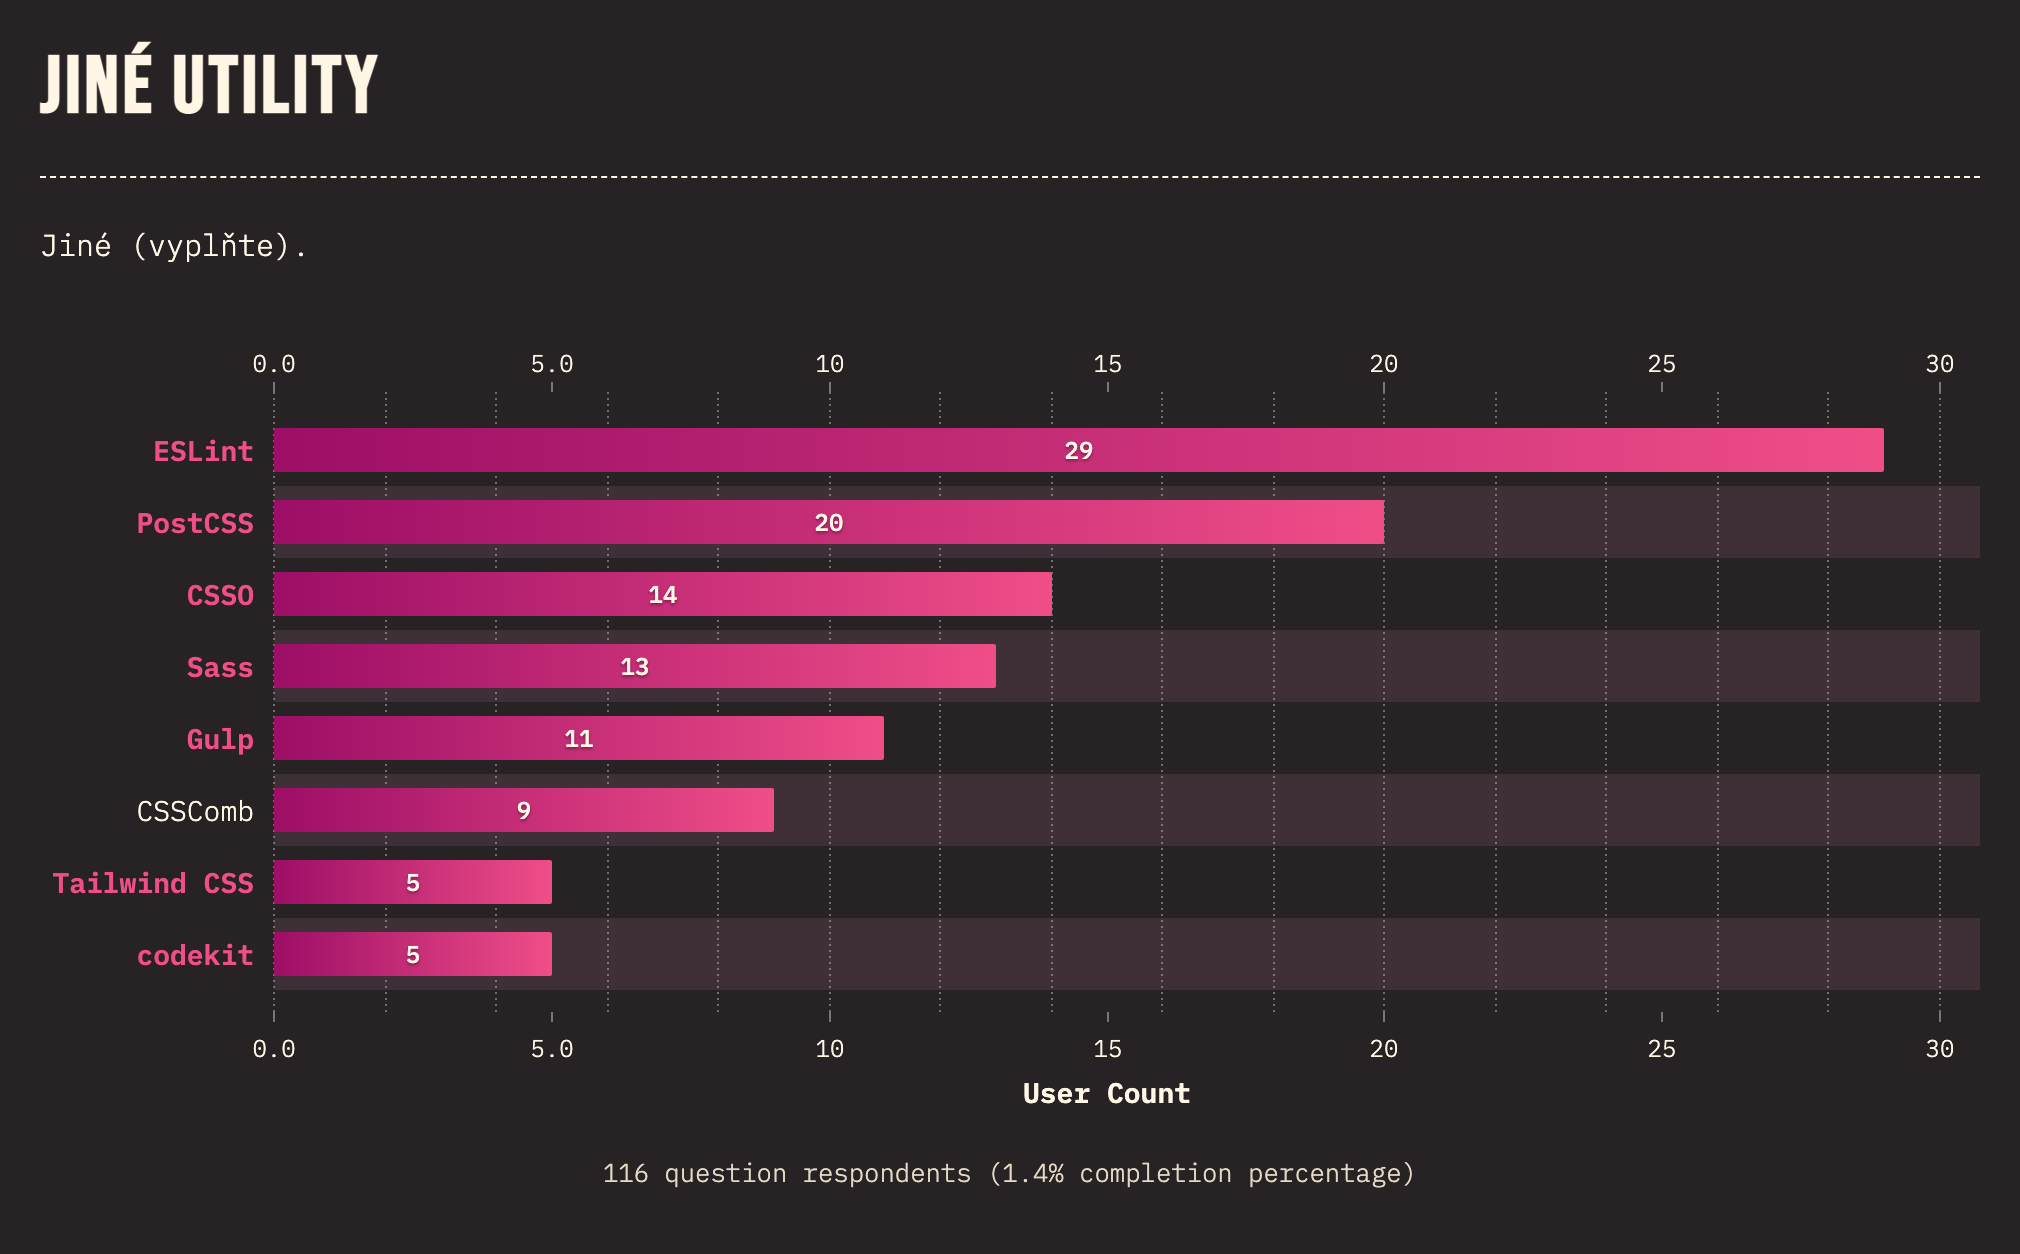 JINÉ UTILITY
Jiné (vyplňte).
0.0 5.0 10 15 20 25 30
ESLint 29
PostCSS 20
CSSO 14
Sass 13
Gulp 11
CSSComb 9
Tailwind CSS 5
codekit 5
0.0 5.0 10 15 20 25 30
User Count
116 question respondents (1.4% completion percentage)